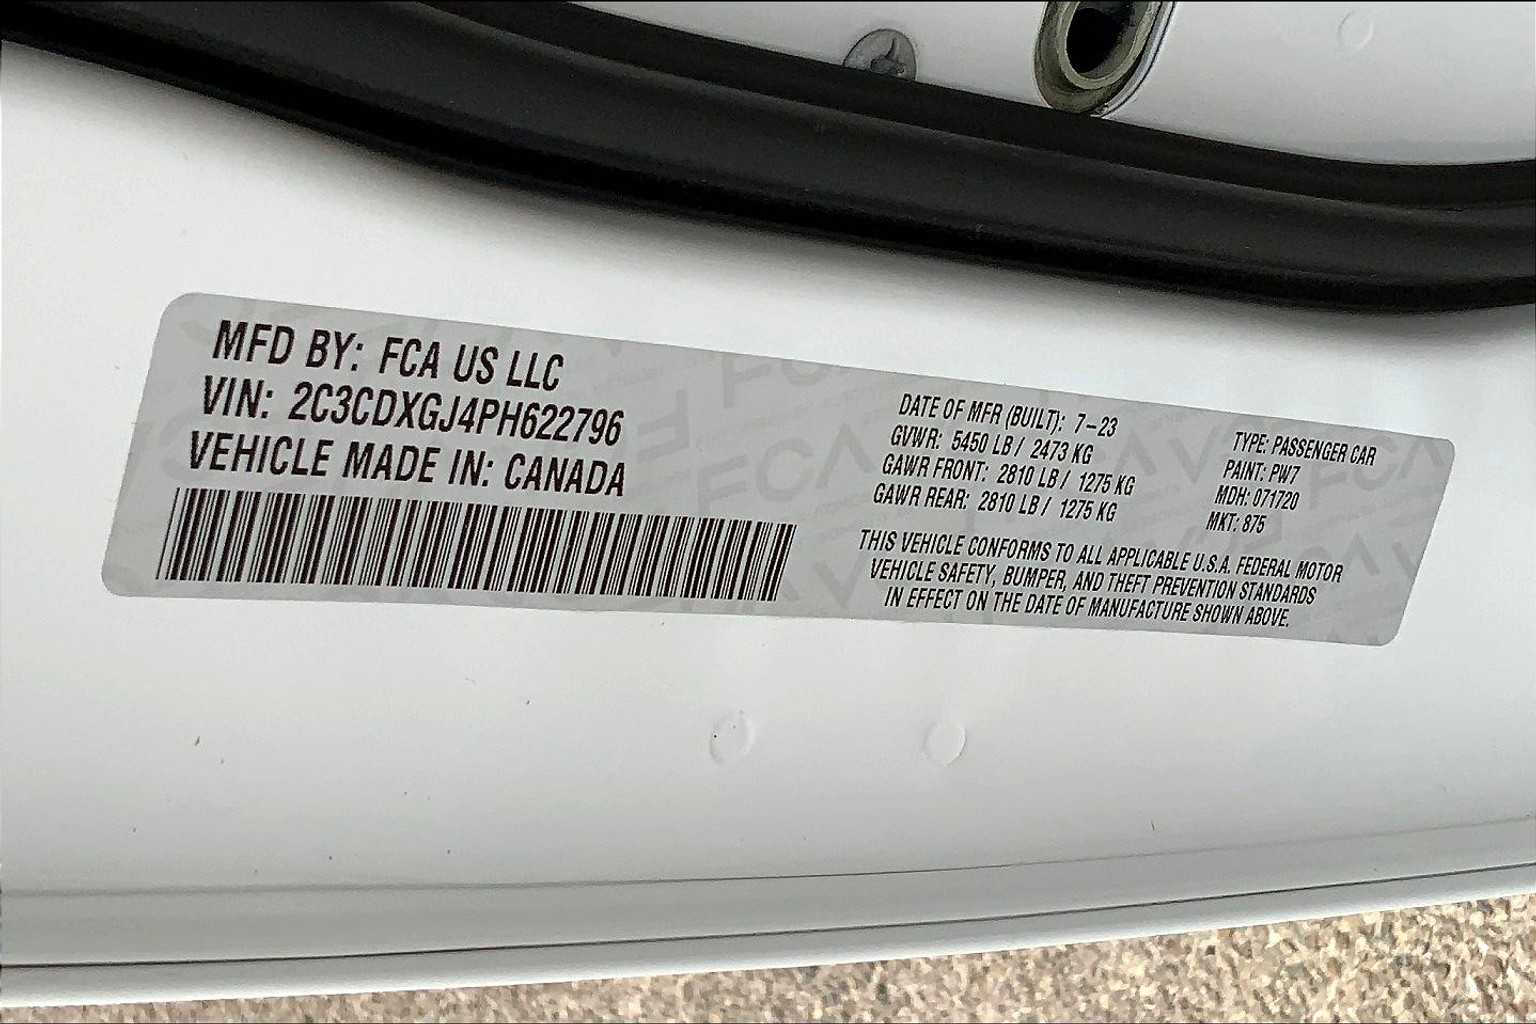 MFD BY: FCA US LLC
VIN: 2C3CDXGJ4PH622796
VEHICLE MADE IN: CANADA
DATE OF MFR (BUILT): 7-23
GVWR: 5450 LB / 2473 KG
GAWR FRONT: 2810 LB / 1275 KG
GAWR REAR: 2810 LB / 1275 KG
TYPE: PASSENGER CAR
PAINT: PW7
MDH: 071720
MKT: 875
THIS VEHICLE CONFORMS TO ALL APPLICABLE U.S.A. FEDERAL MOTOR
VEHICLE SAFETY, BUMPER, AND THEFT PREVENTION STANDARDS
IN EFFECT ON THE DATE OF MANUFACTURE SHOWN ABOVE.